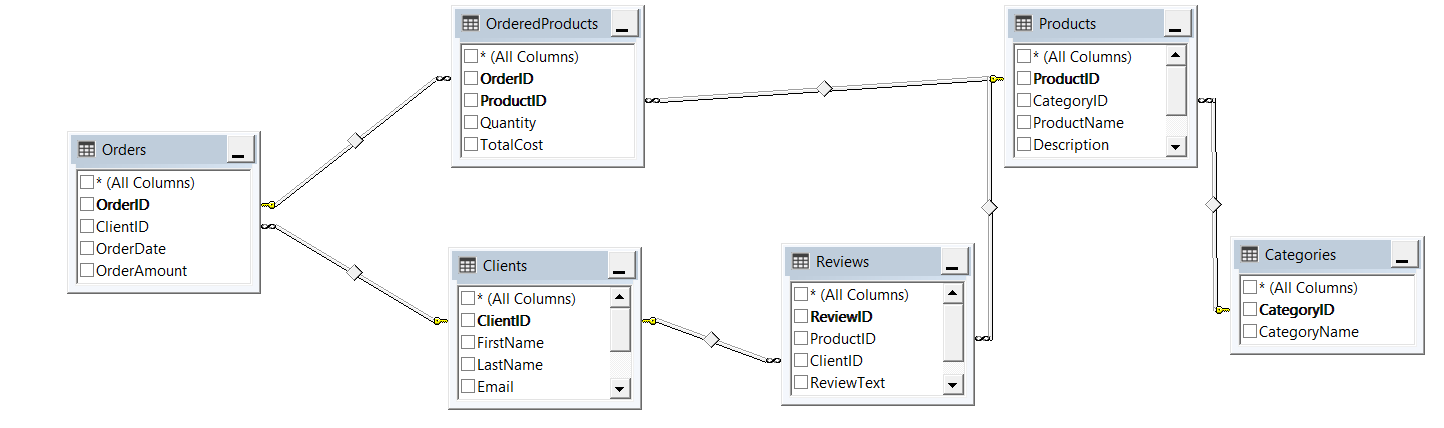 OrderedProducts
* (All Columns)
OrderID
ProductID
Quantity
TotalCost
Products
* (All Columns)
ProductID
CategoryID
ProductName
Description
Orders
* (All Columns)
OrderID
ClientID
OrderDate
OrderAmount
Clients
* (All Columns)
ClientID
FirstName
LastName
Email
Reviews
* (All Columns)
ReviewID
ProductID
ClientID
ReviewText
Categories
* (All Columns)
CategoryID
CategoryName